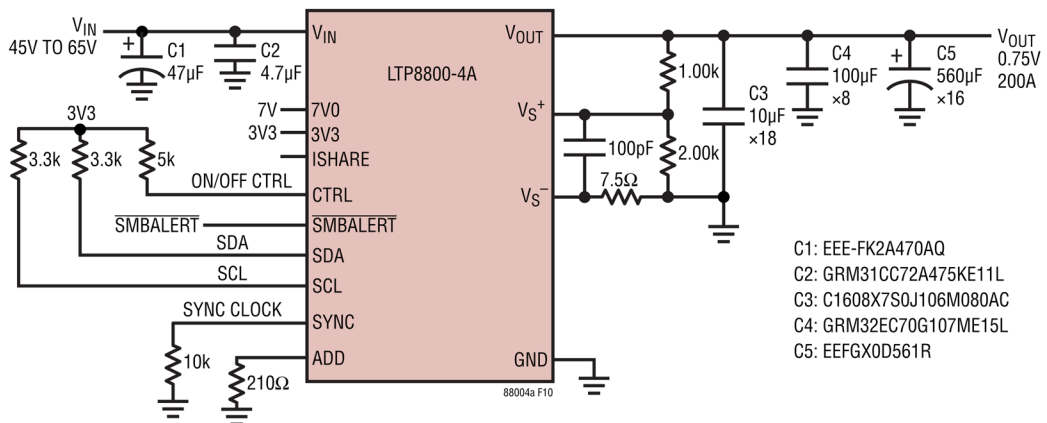 VIN
45V TO 65V
+
C1
47µF
C2
4.7µF
VIN
LTP8800-4A
VOUT
VOUT
0.75V
200A
1.00k
C3
10µF
×18
C4
100µF
×8
+
C5
560µF
×16
7V
7V0
3V3
3V3
ISHARE
VS+
100pF
2.00k
7.5Ω
VS–
3V3
3.3k
3.3k
5k
ON/OFF CTRL
CTRL
SMBALERT
SMBALERT
SDA
SDA
SCL
SCL
SYNC CLOCK
SYNC
10k
210Ω
ADD
GND
88004a F10
C1: EEE-FK2A470AQ
C2: GRM31CC72A475KE11L
C3: C1608X7S0J106M080AC
C4: GRM32EC70G107ME15L
C5: EEFGX0D561R